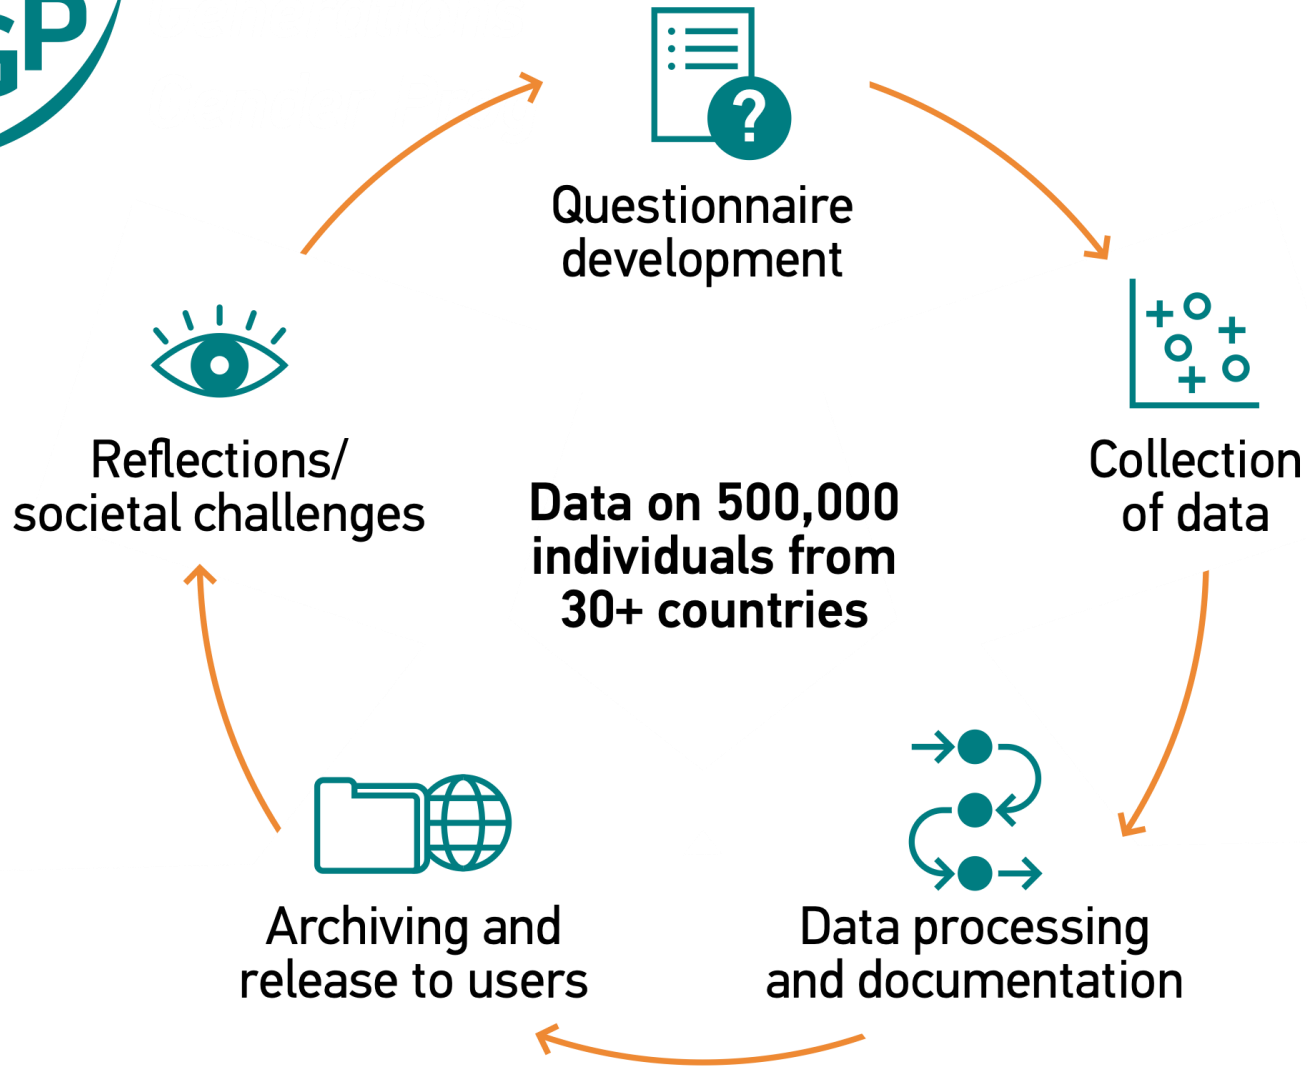 GP
?
Questionnaire
development
Collection
of data
Data processing
and documentation
Archiving and
release to users
Reflections/
societal challenges
Data on 500,000
individuals from
30+ countries